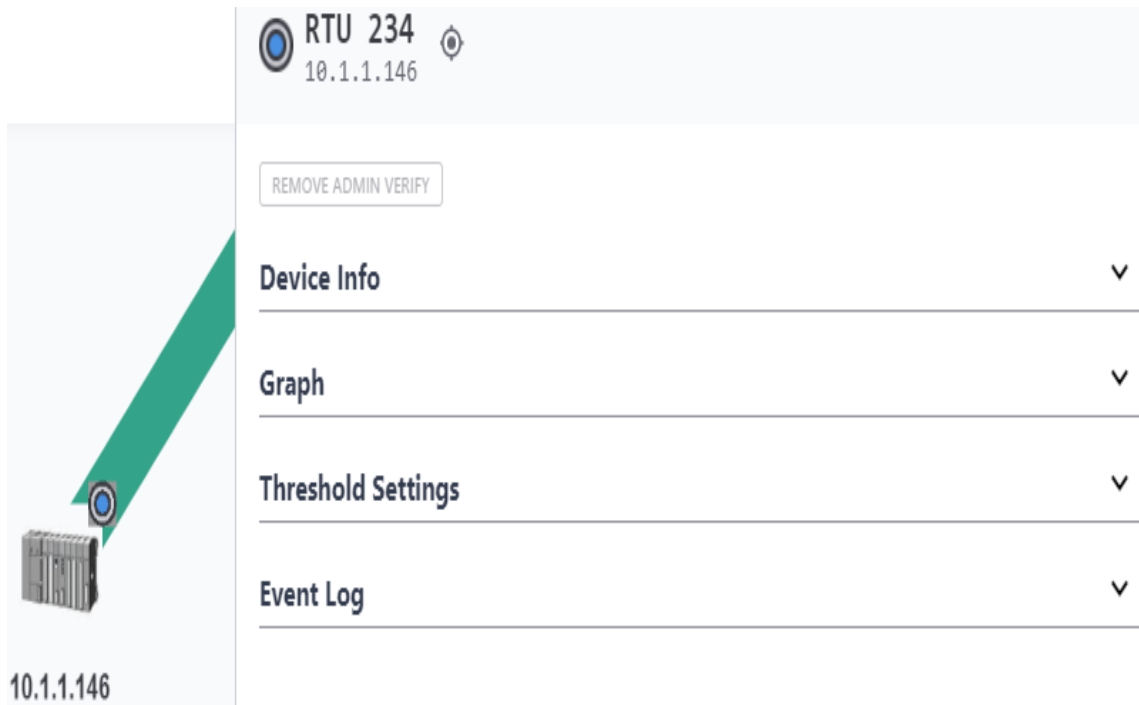 RTU 234
10.1.1.146
REMOVE ADMIN VERIFY
Device Info
Graph
Threshold Settings
Event Log
10.1.1.146